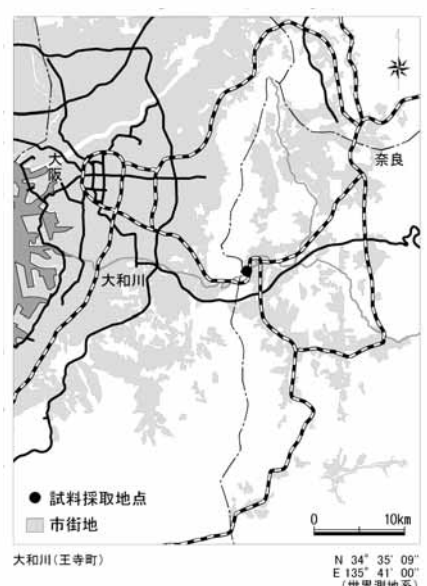 奈良
大阪
大和川
● 試料採取地点
市街地
0 10km
大和川(王寺町)
N 34° 35' 09"
E 135° 41' 00"
(世界測地系)